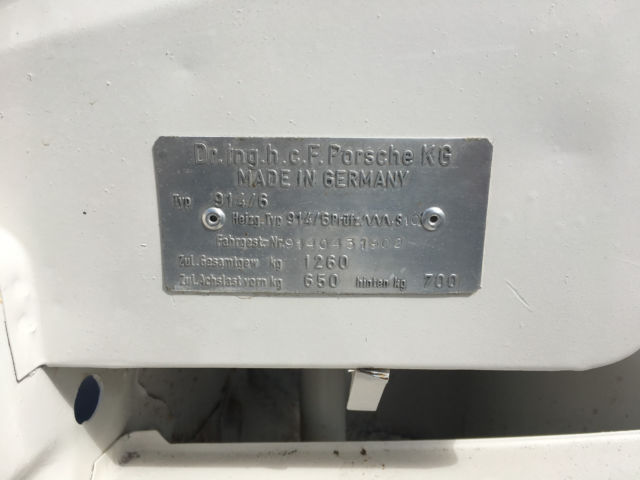 Dr.ing.h.c.F.Porsche KG
MADE IN GERMANY
Typ 914/6
Heizg.-Typ 914/6 Prüfz. S
Fahrgest.-Nr.
Zul.Gesamtgew kg 1260
Zul.Achslast vorn kg 650 hinten kg 700